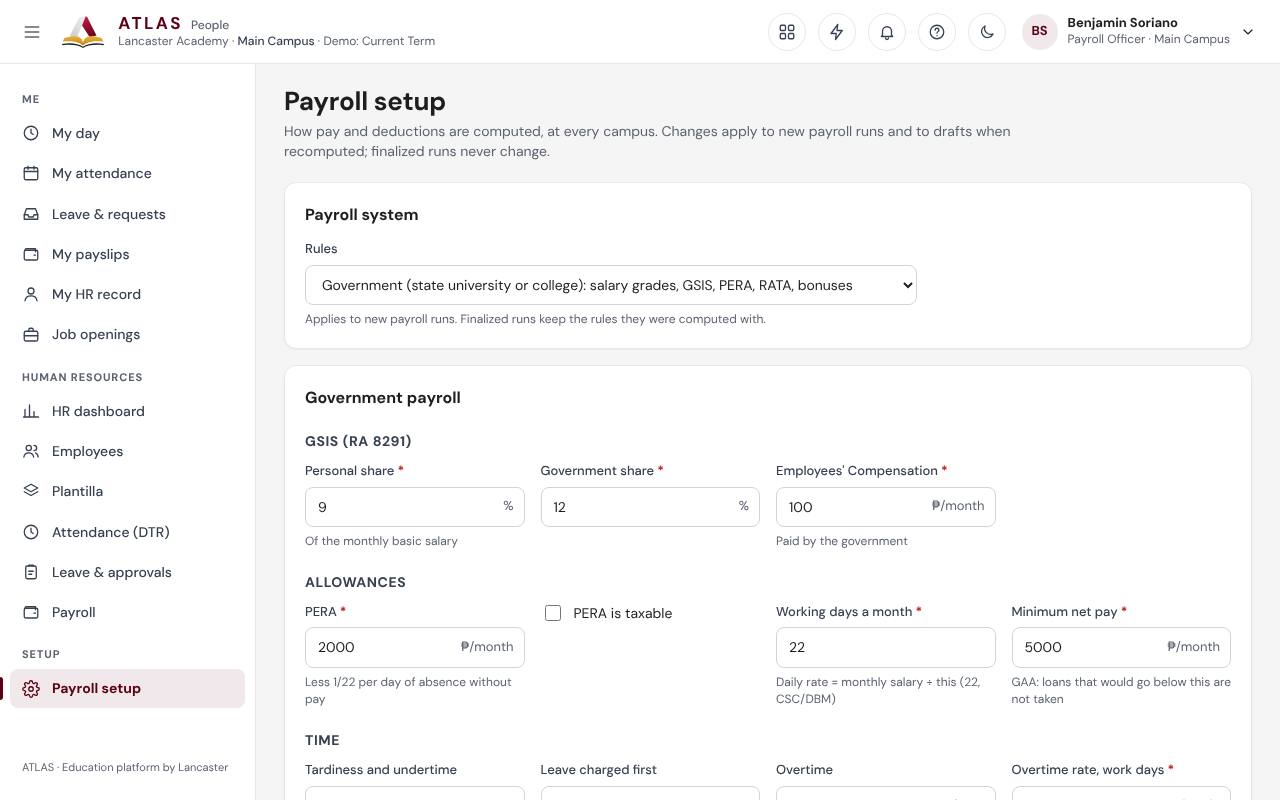 ATLAS People
Lancaster Academy · Main Campus · Demo: Current Term
BS
Benjamin Soriano
Payroll Officer · Main Campus
ME
My day
My attendance
Leave & requests
My payslips
My HR record
Job openings
HUMAN RESOURCES
HR dashboard
Employees
Plantilla
Attendance (DTR)
Leave & approvals
Payroll
SETUP
Payroll setup
ATLAS · Education platform by Lancaster
Payroll setup
How pay and deductions are computed, at every campus. Changes apply to new payroll runs and to drafts when
recomputed; finalized runs never change.
Payroll system
Rules
Government (state university or college): salary grades, GSIS, PERA, RATA, bonuses
Applies to new payroll runs. Finalized runs keep the rules they were computed with.
Government payroll
GSIS (RA 8291)
Personal share * Government share * Employees' Compensation *
9 % 12 % 100 ₱/month
Of the monthly basic salary Paid by the government
ALLOWANCES
PERA * PERA is taxable Working days a month * Minimum net pay *
2000 ₱/month 22 5000 ₱/month
Less 1/22 per day of absence without Daily rate = monthly salary ÷ this (22, GAA: loans that would go below this are
pay CSC/DBM) not taken
TIME
Tardiness and undertime Leave charged first Overtime Overtime rate, work days *